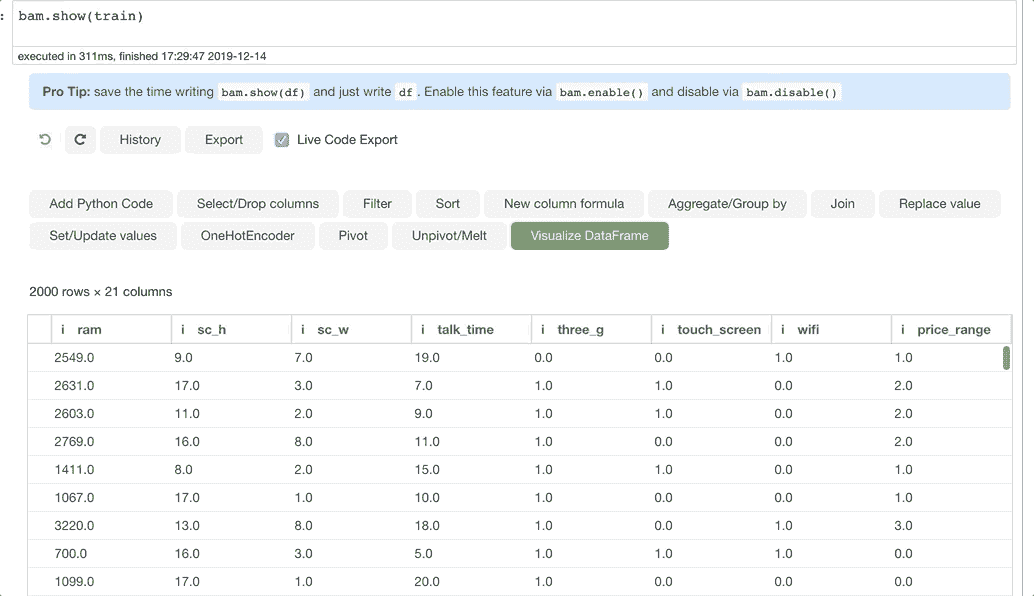 : bam.show(train)
executed in 311ms, finished 17:29:47 2019-12-14
Pro Tip: save the time writing bam.show(df) and just write df . Enable this feature via bam.enable() and disable via bam.disable()
History Export Live Code Export
Add Python Code Select/Drop columns Filter Sort New column formula Aggregate/Group by Join Replace value
Set/Update values OneHotEncoder Pivot Unpivot/Melt Visualize DataFrame
2000 rows × 21 columns
i ram i sc_h i sc_w i talk_time i three_g i touch_screen i wifi i price_range
2549.0 9.0 7.0 19.0 0.0 0.0 1.0 1.0
2631.0 17.0 3.0 7.0 1.0 1.0 0.0 2.0
2603.0 11.0 2.0 9.0 1.0 1.0 0.0 2.0
2769.0 16.0 8.0 11.0 1.0 0.0 0.0 2.0
1411.0 8.0 2.0 15.0 1.0 1.0 0.0 1.0
1067.0 17.0 1.0 10.0 1.0 0.0 0.0 1.0
3220.0 13.0 8.0 18.0 1.0 0.0 1.0 3.0
700.0 16.0 3.0 5.0 1.0 1.0 1.0 0.0
1099.0 17.0 1.0 20.0 1.0 0.0 0.0 0.0